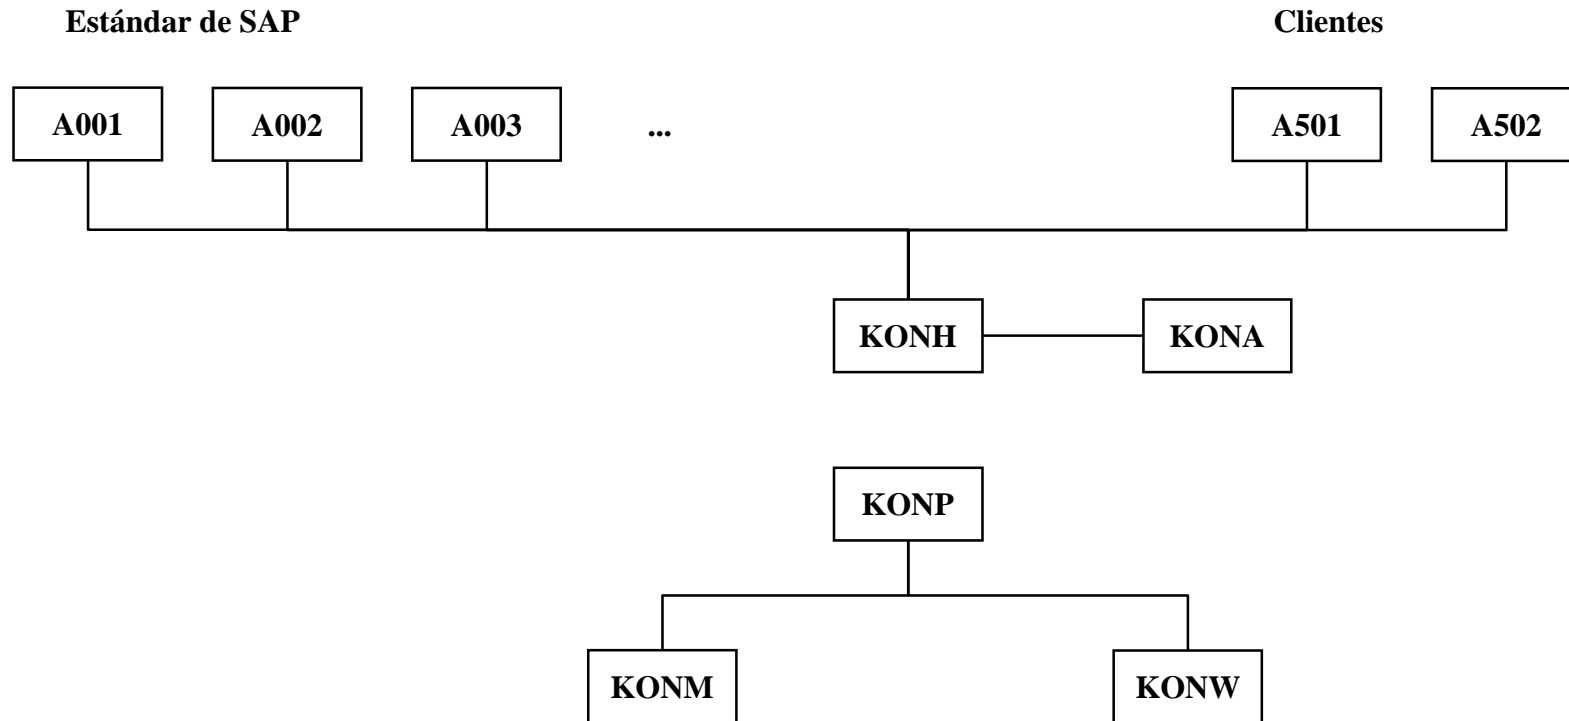 Estándar de SAP
Clientes
A001 A002 A003 ... A501 A502
KONH KONA
KONP
KONM KONW